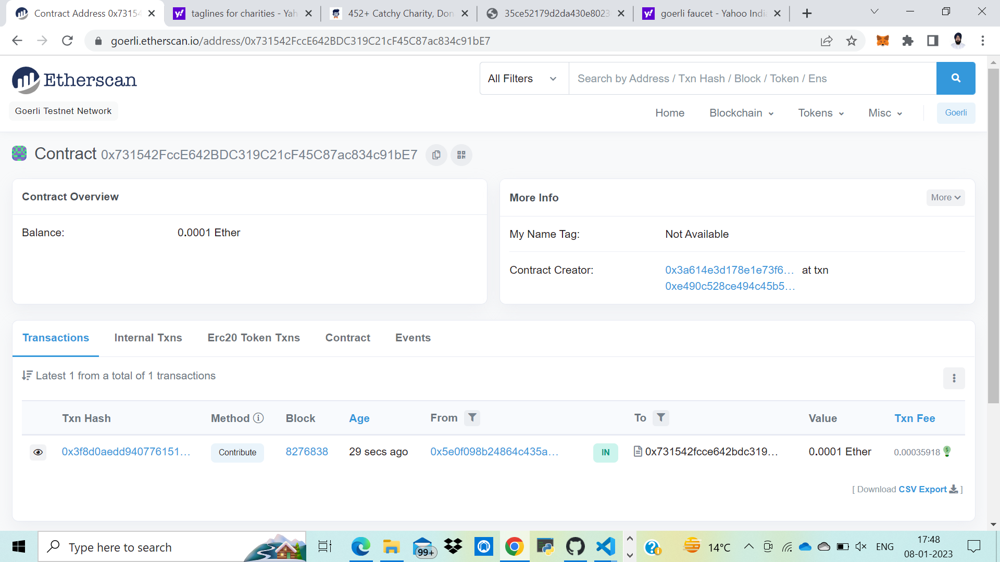 Contract Address 0x73154
taglines for charities - Yah
452+ Catchy Charity, Don
35ce52179d2da430e8023
goerli faucet - Yahoo India
goerli.etherscan.io/address/0x731542FccE642BDC319C21cF45C87ac834c91bE7
Etherscan
All Filters
Search by Address / Txn Hash / Block / Token / Ens
Goerli Testnet Network
Home Blockchain Tokens Misc Goerli
Contract 0x731542FccE642BDC319C21cF45C87ac834c91bE7
Contract Overview
Balance: 0.0001 Ether
More Info
More
My Name Tag: Not Available
Contract Creator: 0x3a614e3d178e1e73f6... at txn
0xe490c528ce494c45b5...
Transactions Internal Txns Erc20 Token Txns Contract Events
Latest 1 from a total of 1 transactions
Txn Hash Method Block Age From To Value Txn Fee
0x3f8d0aedd940776151... Contribute 8276838 29 secs ago 0x5e0f098b24864c435a... IN 0x731542fcce642bdc319... 0.0001 Ether 0.00035918
[ Download CSV Export ]
Type here to search
99+
14°C
ENG
17:48
08-01-2023